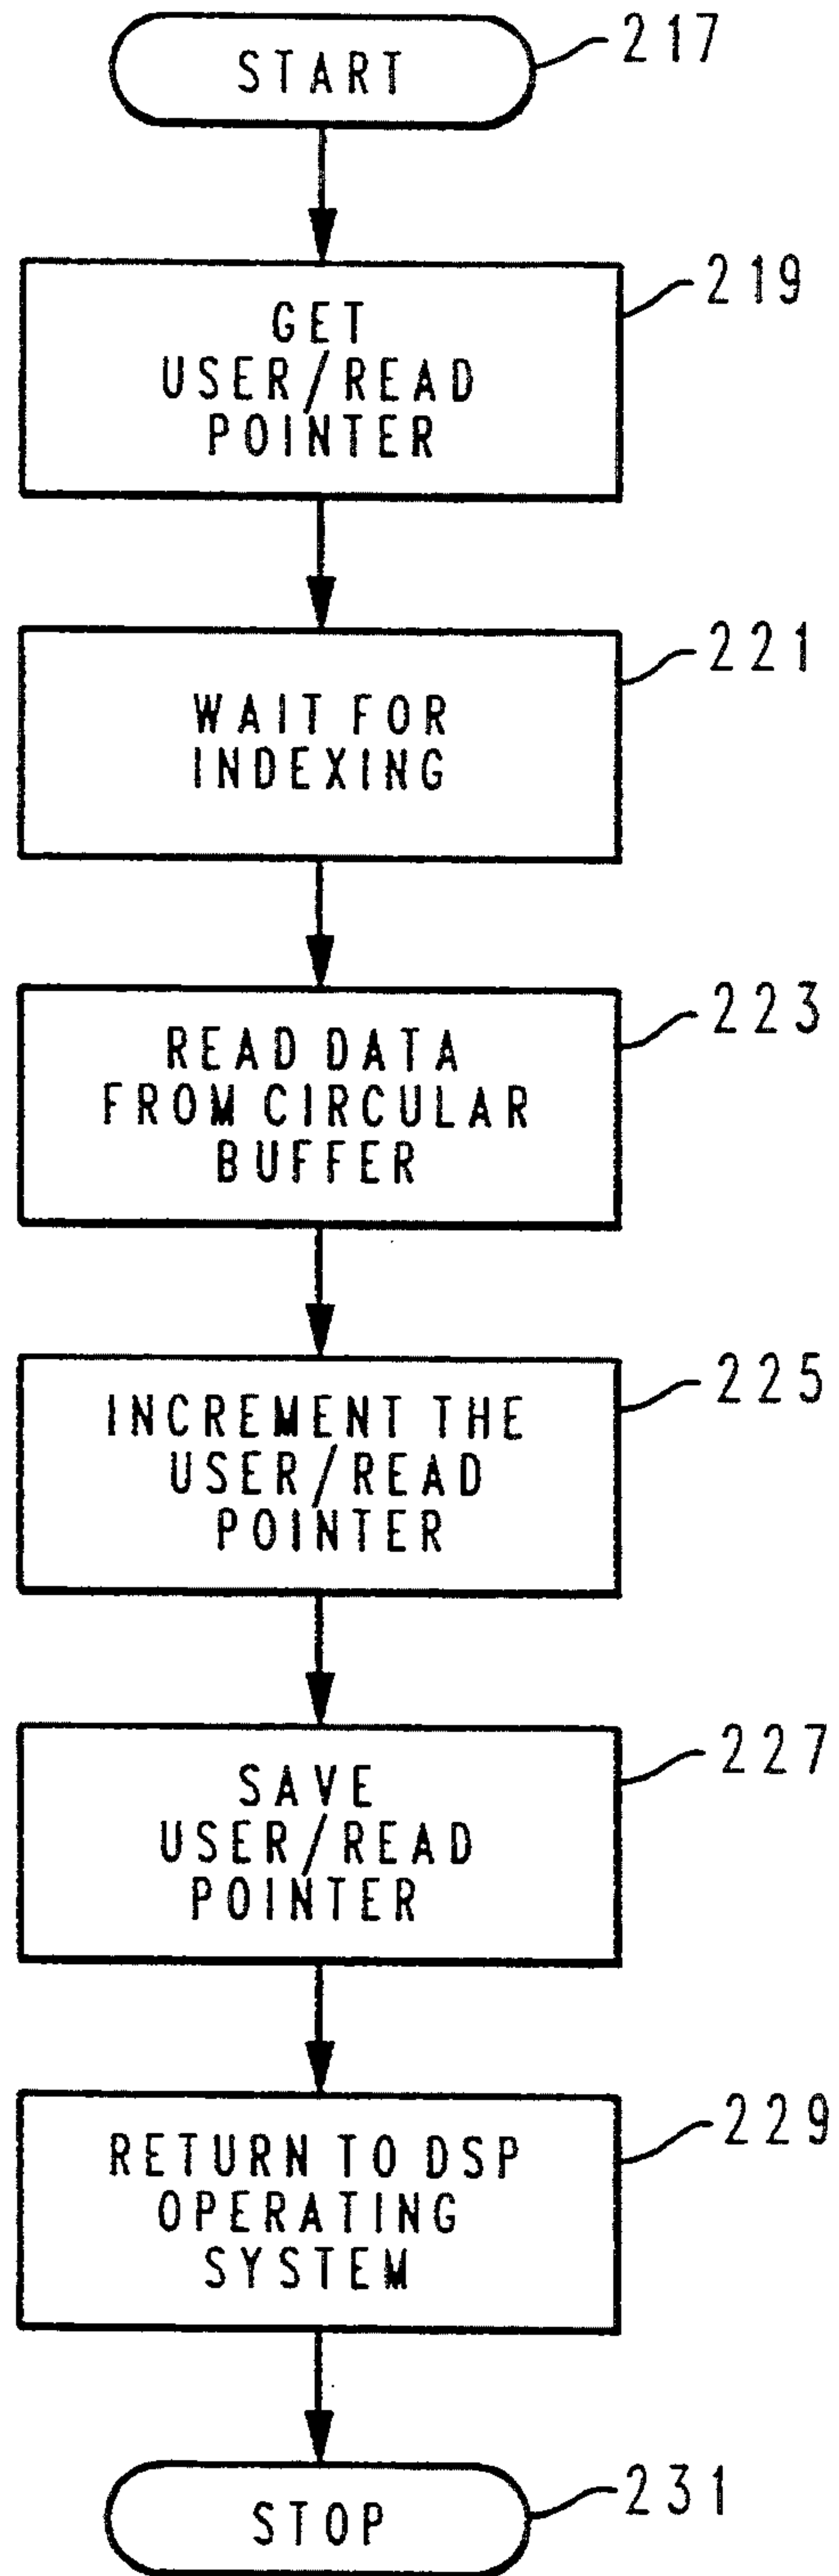 START
217
GET
USER/READ
POINTER
219
WAIT FOR
INDEXING
221
READ DATA
FROM CIRCULAR
BUFFER
223
INCREMENT THE
USER/READ
POINTER
225
SAVE
USER/READ
POINTER
227
RETURN TO DSP
OPERATING
SYSTEM
229
STOP
231